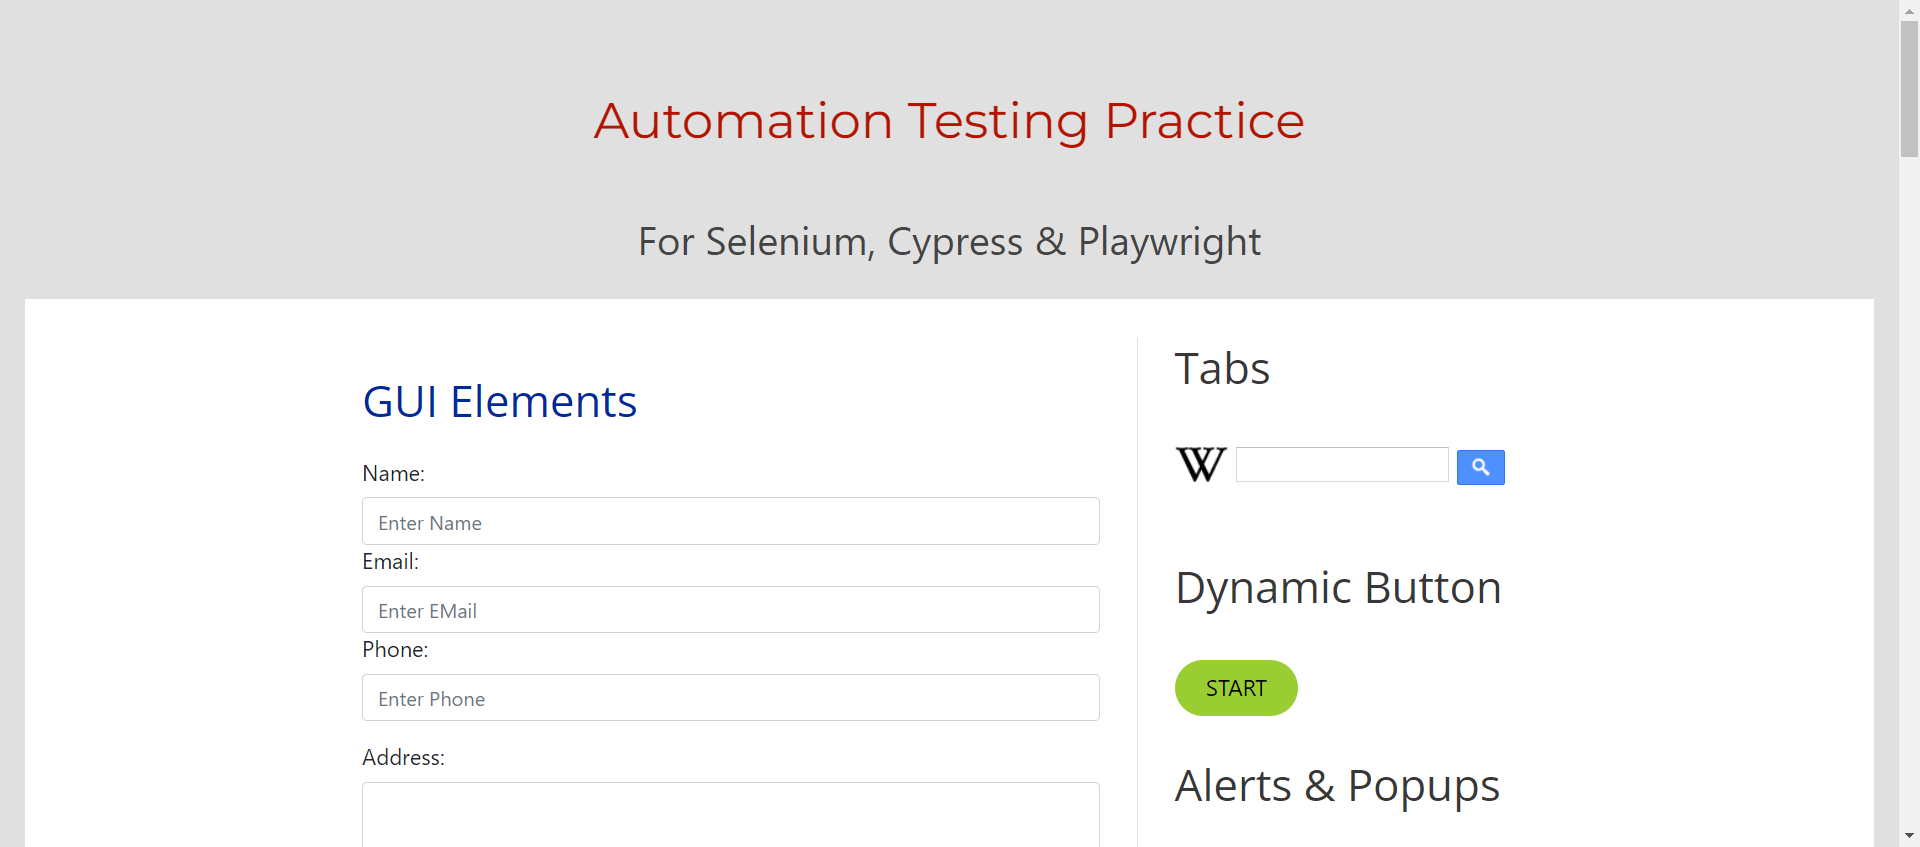 Automation Testing Practice
For Selenium, Cypress & Playwright
GUI Elements
Name:
Enter Name
Email:
Enter EMail
Phone:
Enter Phone
Address:
Tabs
W
Dynamic Button
START
Alerts & Popups